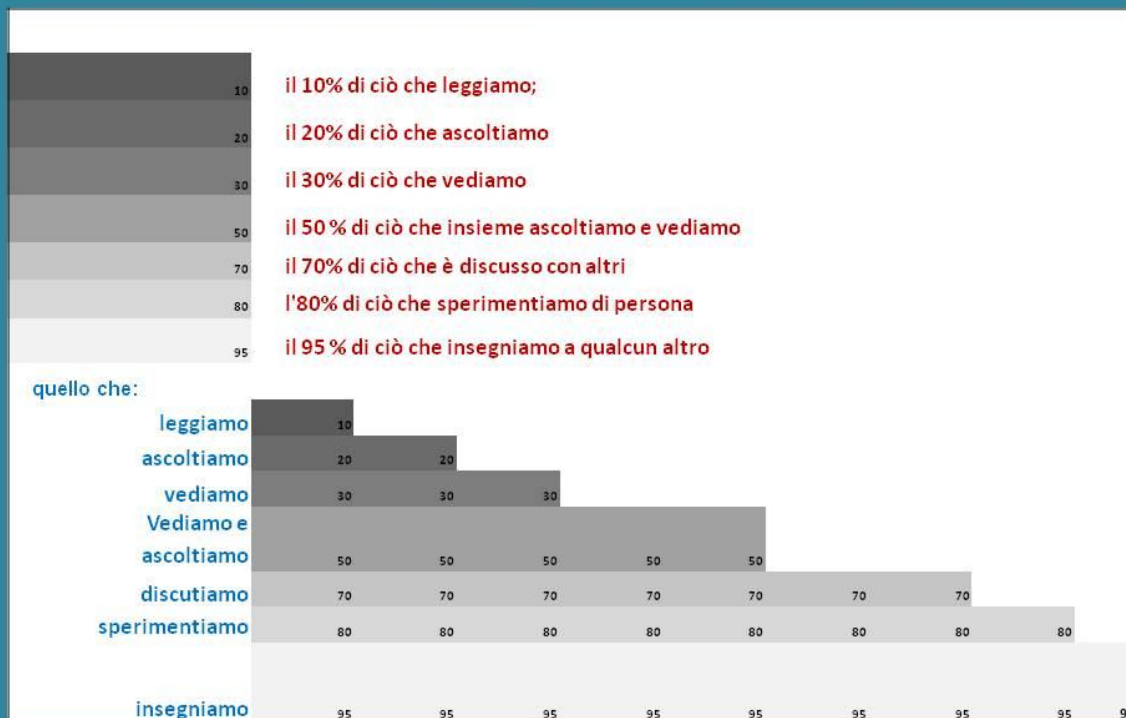 10 il 10% di ciò che leggiamo;
20 il 20% di ciò che ascoltiamo
30 il 30% di ciò che vediamo
50 il 50 % di ciò che insieme ascoltiamo e vediamo
70 il 70% di ciò che è discusso con altri
80 l'80% di ciò che sperimentiamo di persona
95 il 95 % di ciò che insegniamo a qualcun altro
quello che:
leggiamo 10
ascoltiamo 20 20
vediamo 30 30 30
Vediamo e
ascoltiamo 50 50 50 50 50
discutiamo 70 70 70 70 70 70 70
sperimentiamo 80 80 80 80 80 80 80 80
insegniamo 95 95 95 95 95 95 95 95